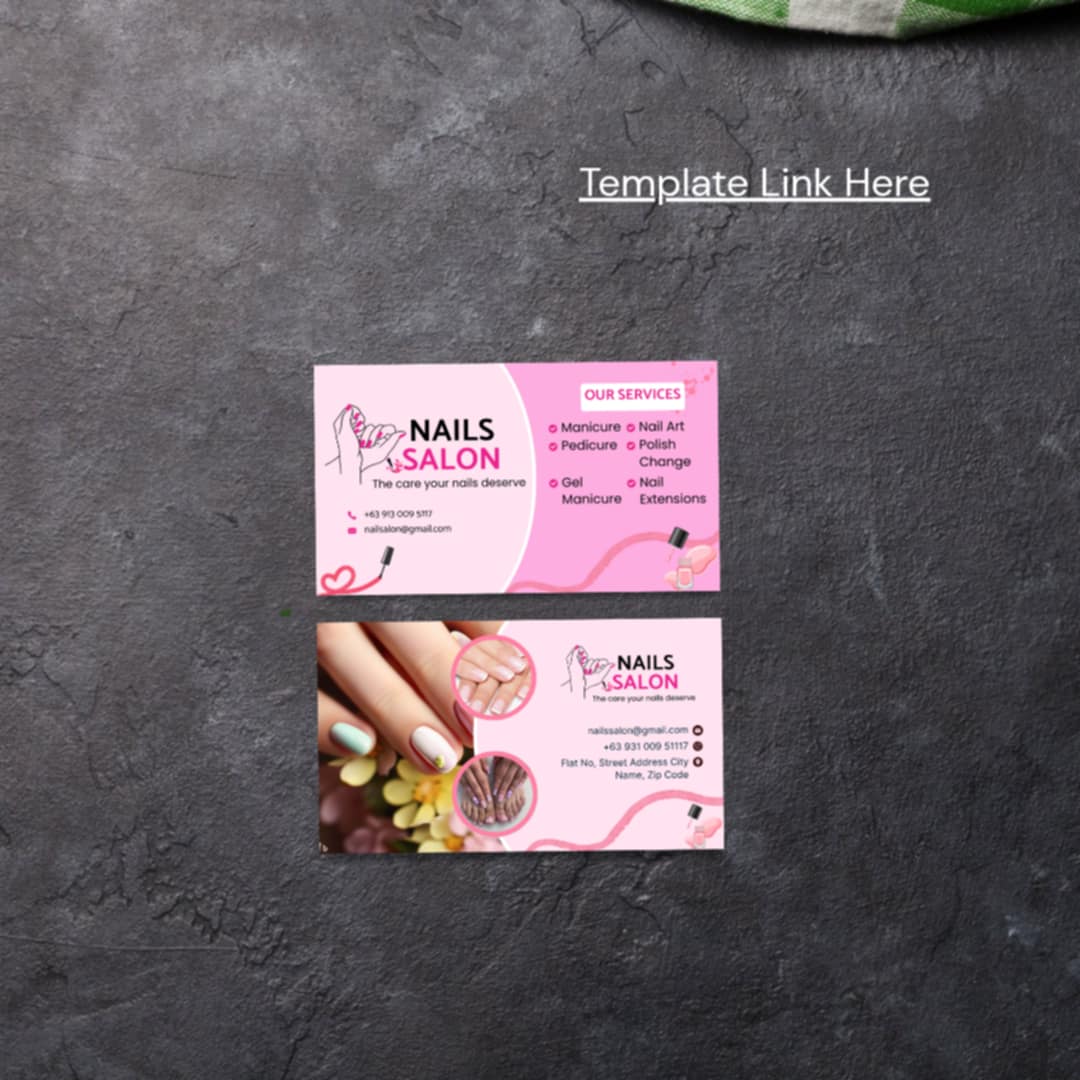 Template Link Here
NAILS
SALON
The care your nails deserve
+63 913 009 5117
nailsalon@gmail.com
OUR SERVICES
Manicure
Nail Art
Pedicure
Polish
Change
Gel
Manicure
Nail
Extensions
NAILS
SALON
The care your nails deserve
nailssalon@gmail.com
+63 931 009 51117
Flat No, Street Address City
Name, Zip Code